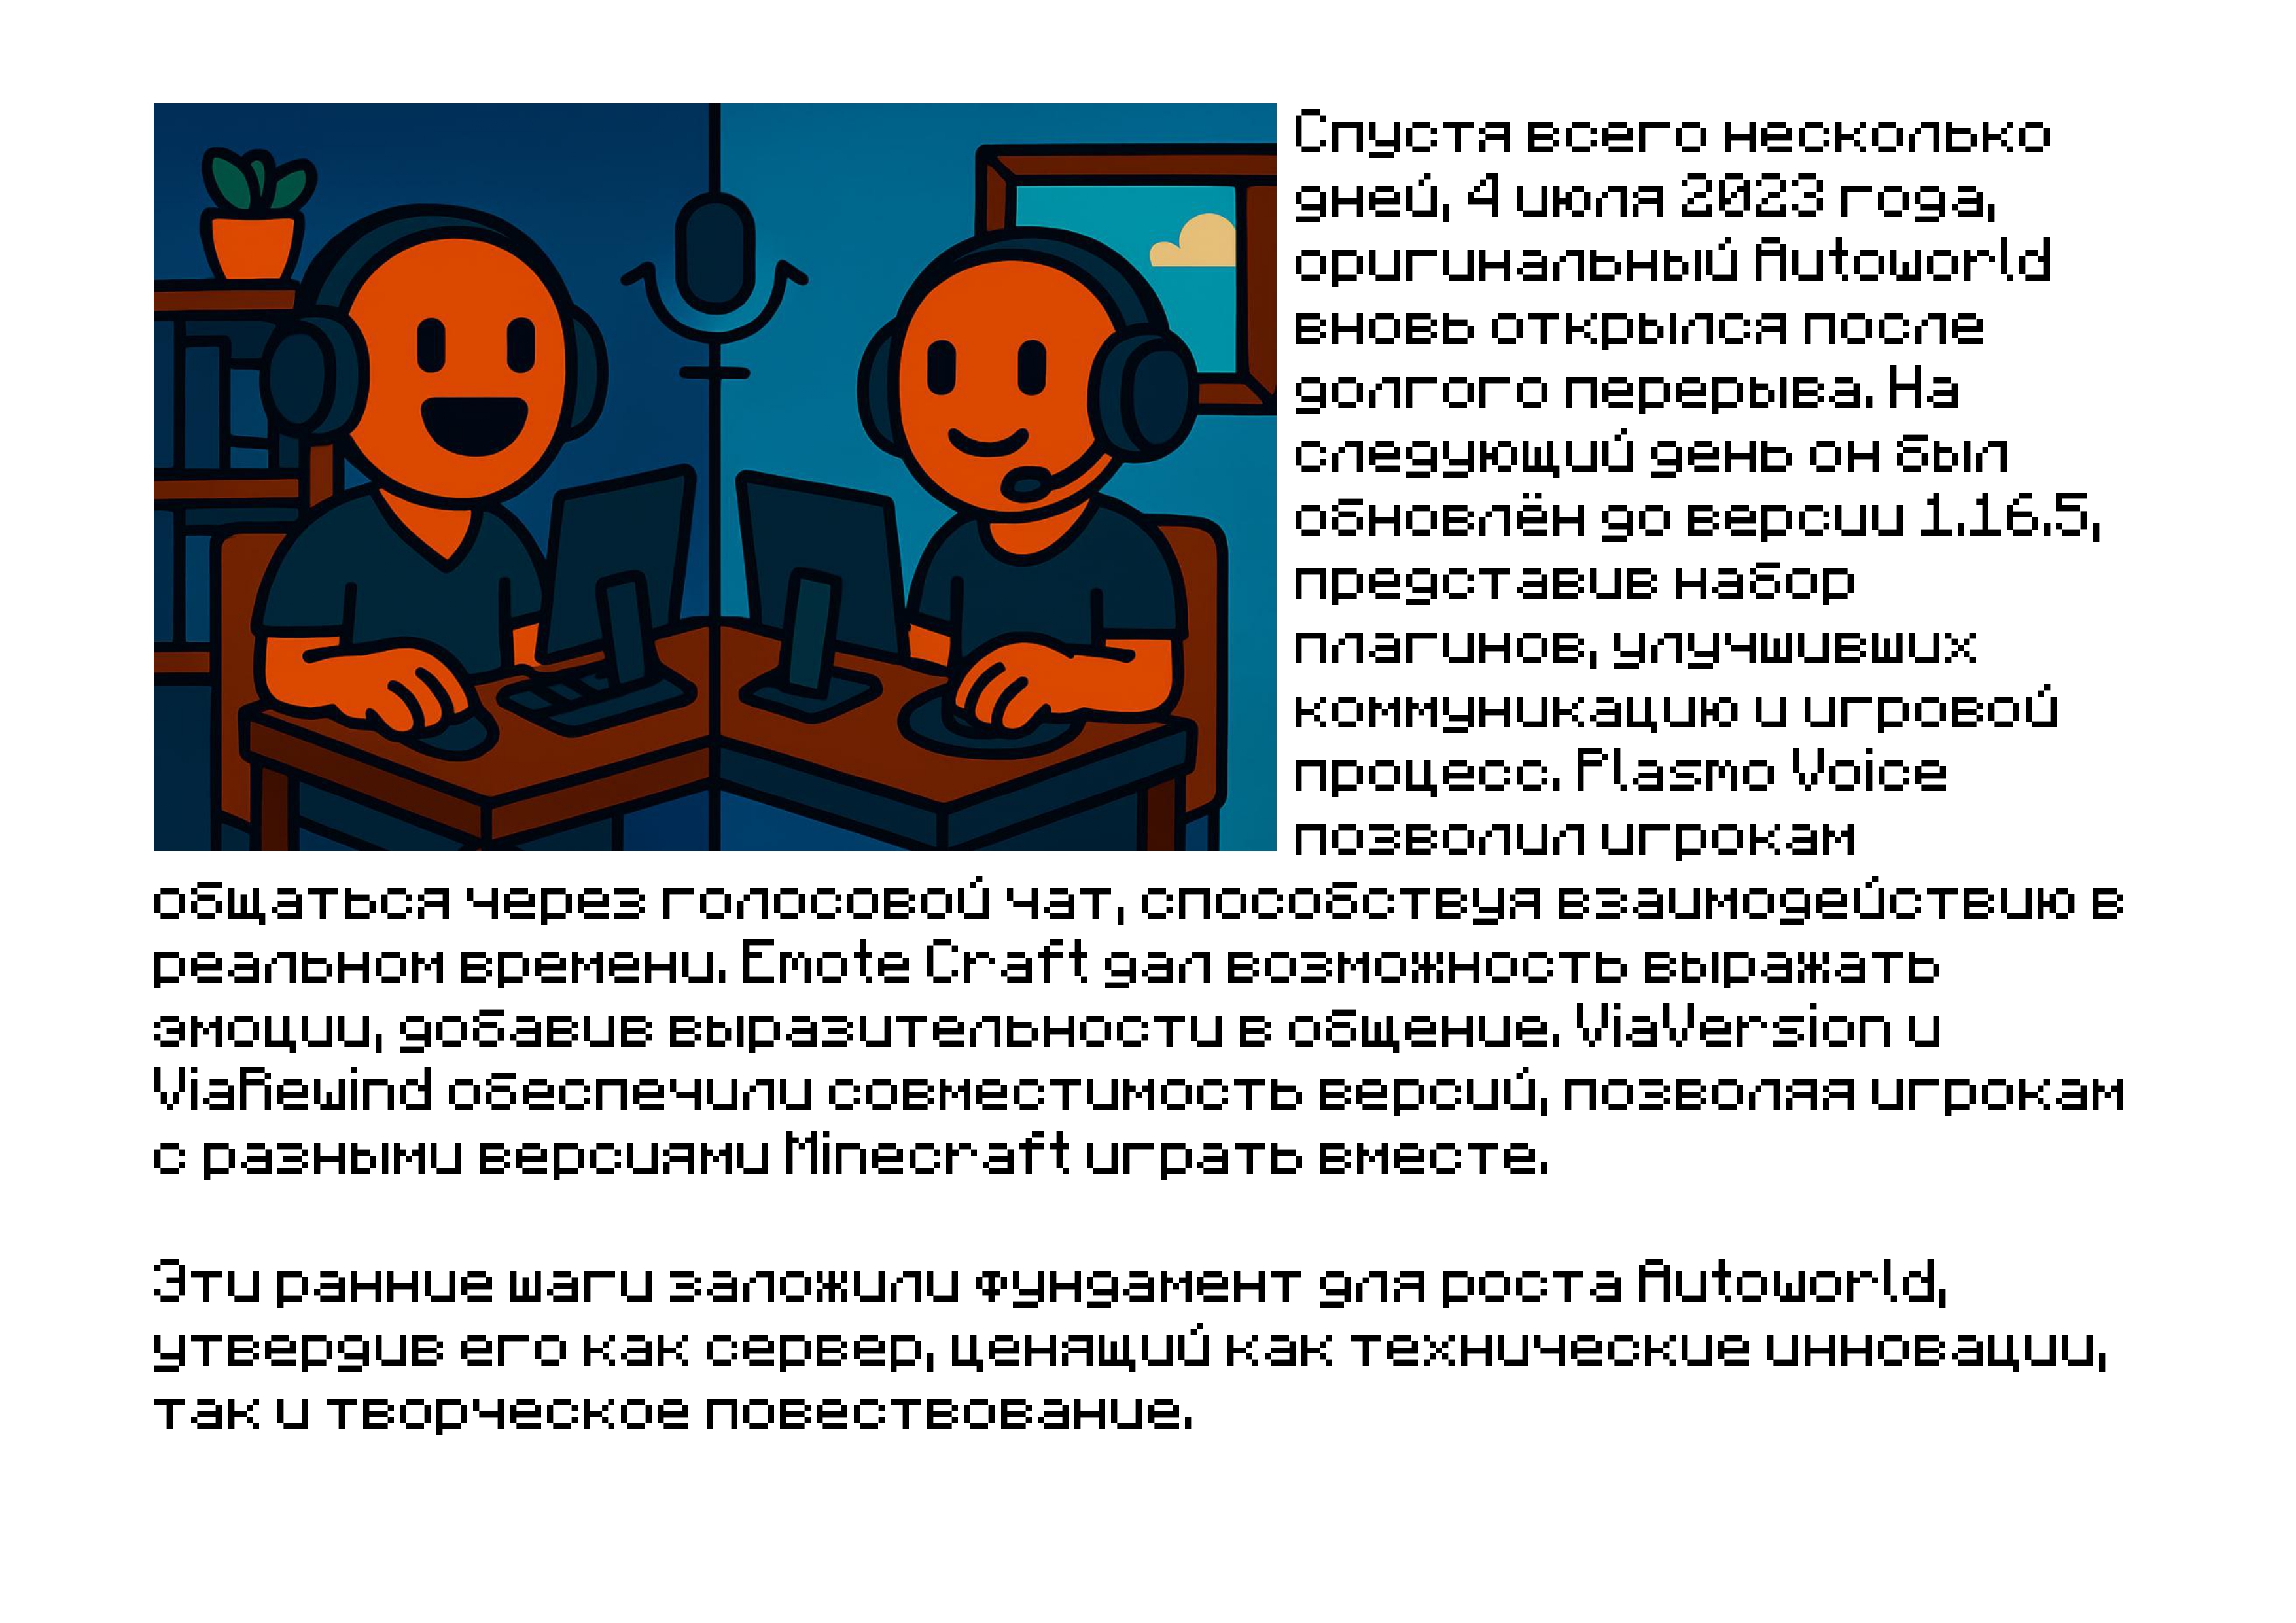 Спустя всего несколько
дней, 4 июля 2023 года,
оригинальный Autoworld
вновь открылся после
долгого перерыва. На
следующий день он был
обновлён до версии 1.16.5,
представив набор
плагинов, улучшивших
коммуникацию и игровой
процесс. Plasmo Voice
позволил игрокам
общаться через голосовой чат, способствуя взаимодействию в
реальном времени. Emote Craft дал возможность выражать
эмоции, добавив выразительности в общение. ViaVersion и
ViaRewind обеспечили совместимость версий, позволяя игрокам
с разными версиями Minecraft играть вместе.
Эти ранние шаги заложили фундамент для роста Autoworld,
утвердив его как сервер, ценящий как технические инновации,
так и творческое повествование.